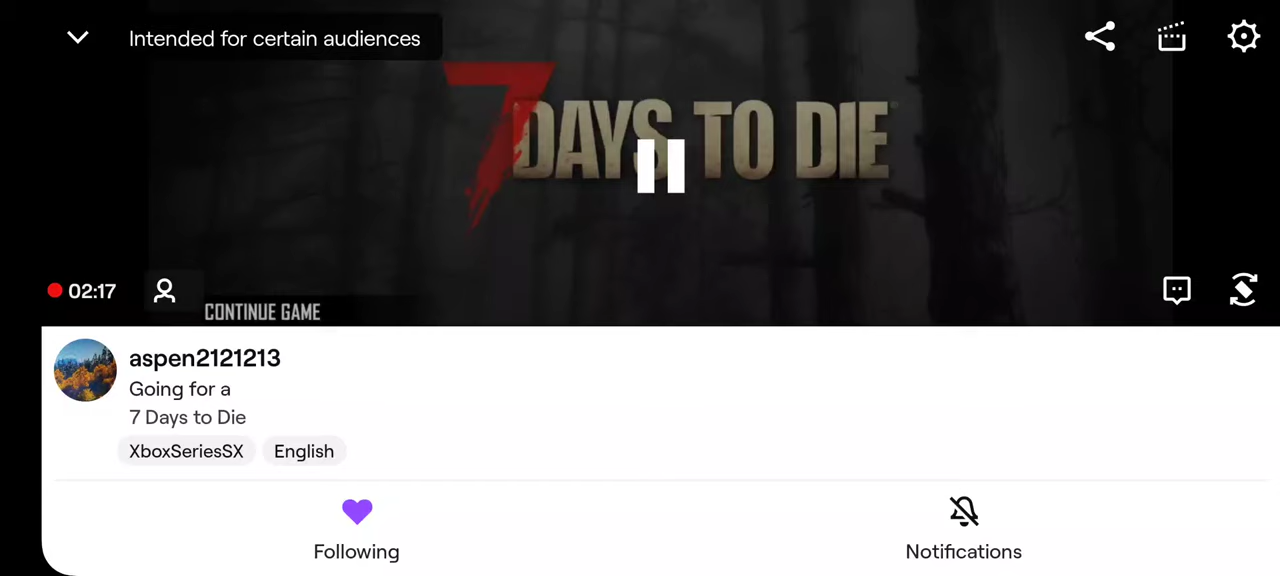 Intended for certain audiences
7 DAYS TO DIE
02:17
CONTINUE GAME
aspen2121213
Going for a
7 Days to Die
XboxSeriesSX English
Following Notifications